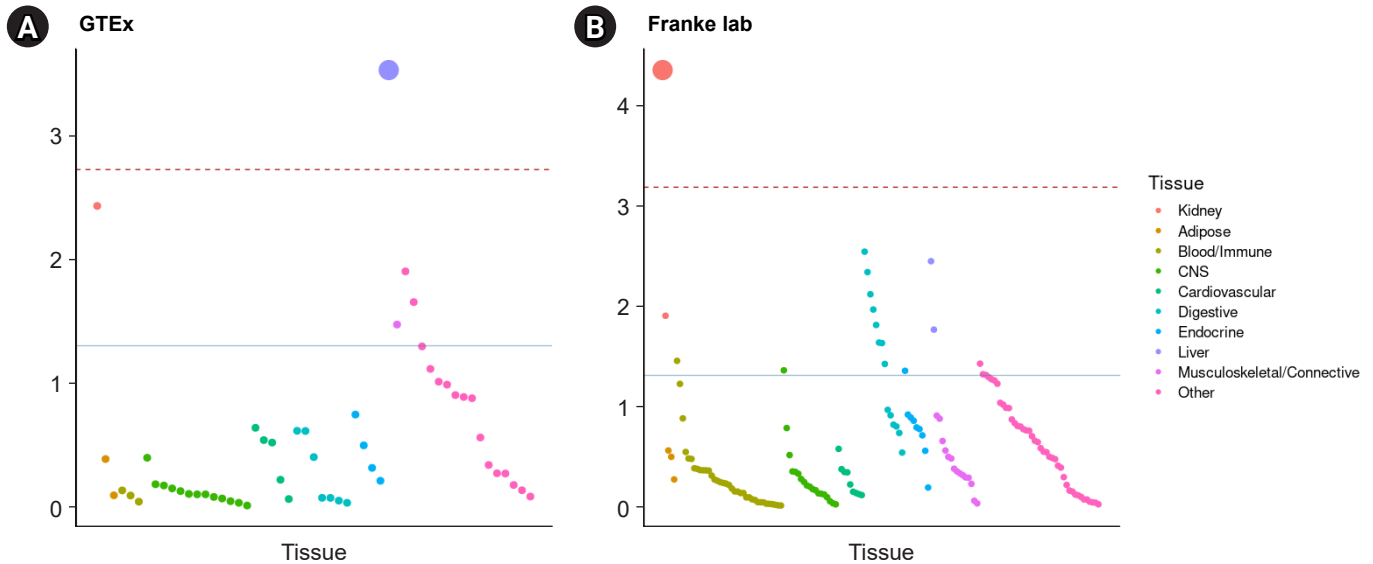 A GTEx
3
2
1
0
Tissue
B Franke lab
4
3
2
1
0
Tissue
Tissue
Kidney
Adipose
Blood/Immune
CNS
Cardiovascular
Digestive
Endocrine
Liver
Musculoskeletal/Connective
Other